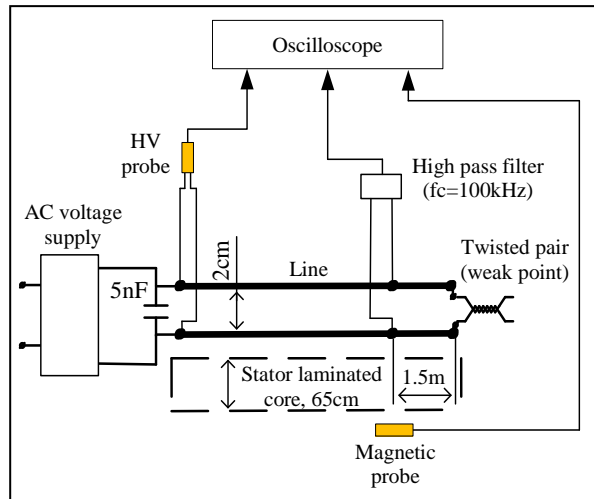 Oscilloscope
HV
probe
High pass filter
(fc=100kHz)
AC voltage
supply
2cm
Twisted pair
(weak point)
Line
5nF
Stator laminated
core, 65cm
1.5m
Magnetic
probe